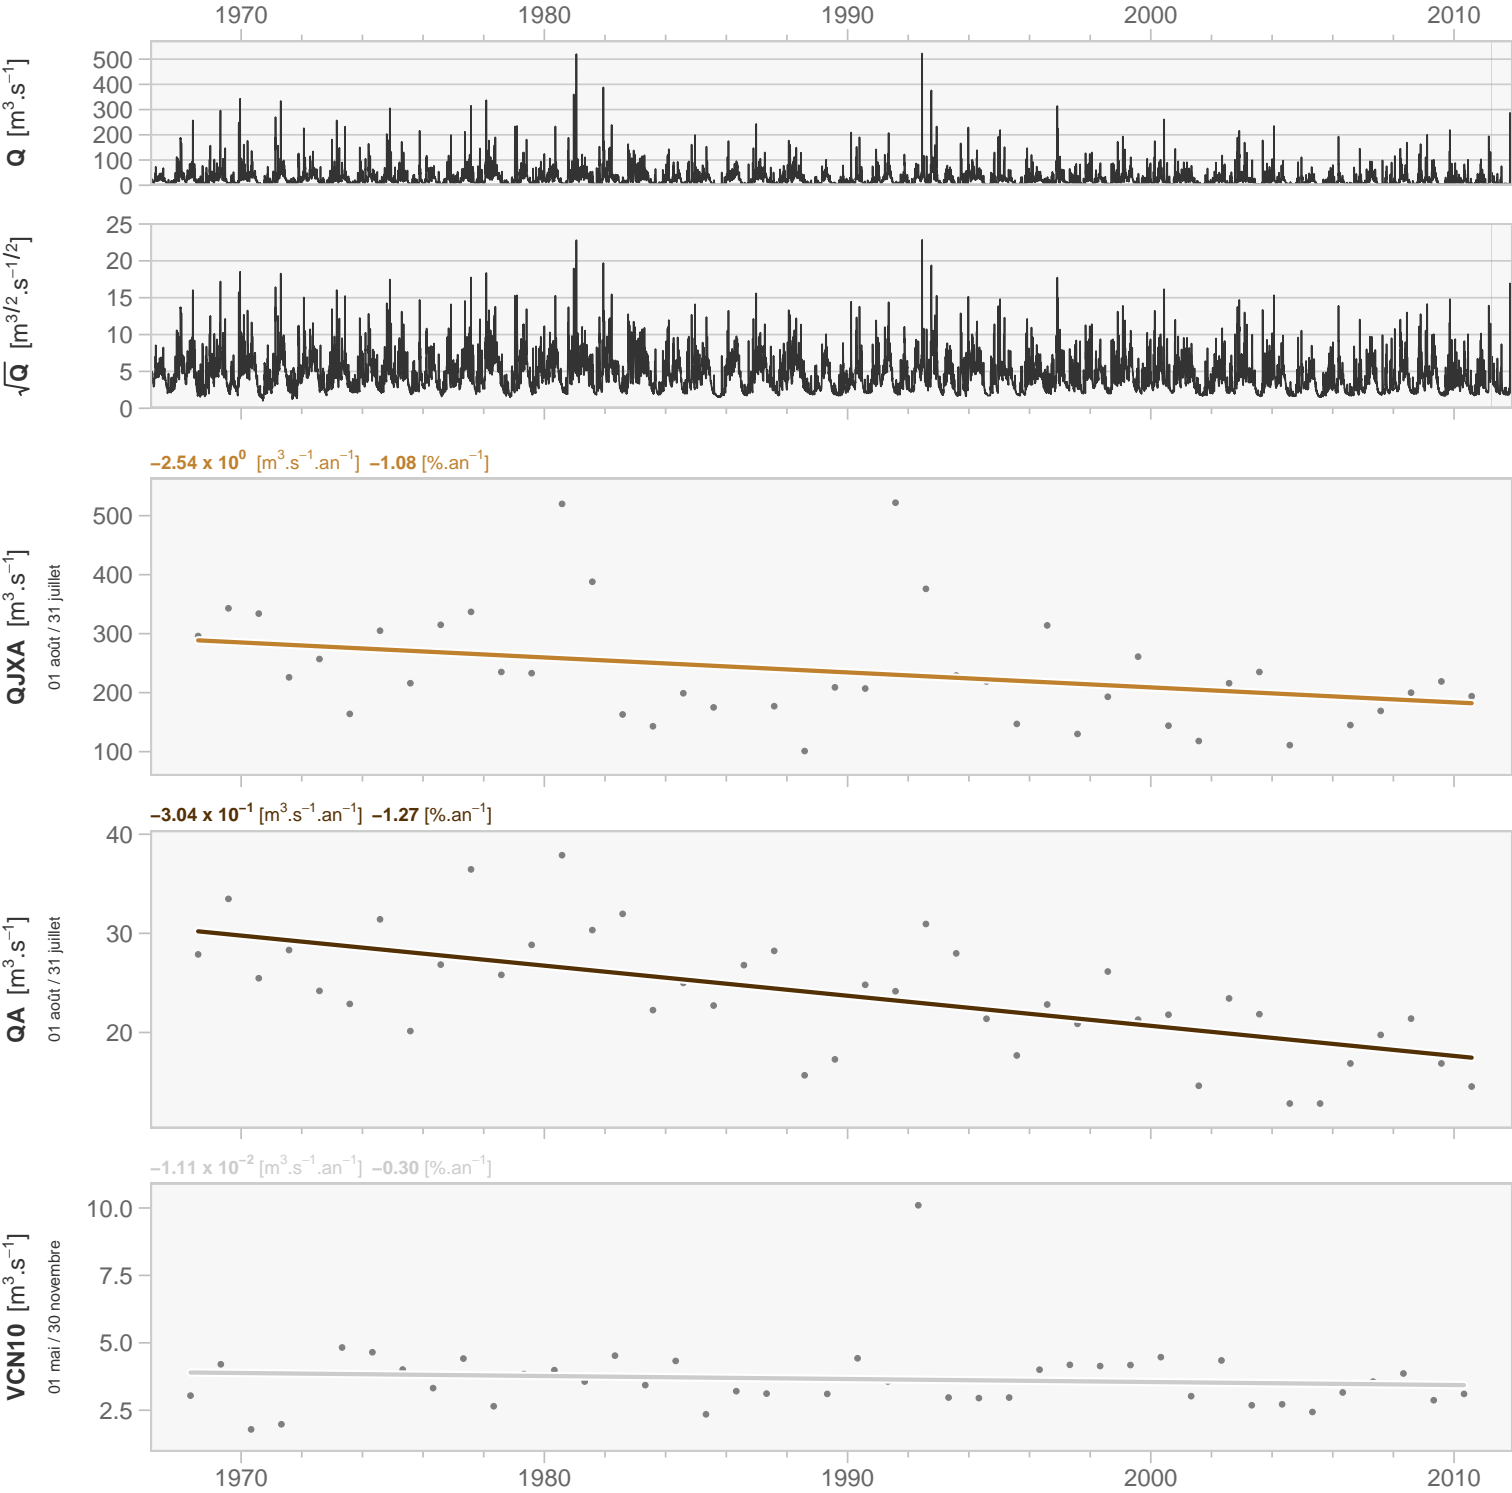 1970 1980 1990 2000 2010
Q [m³.s⁻¹]
500
400
300
200
100
0
√Q [m³ᐟ².s⁻¹ᐟ²]
25
20
15
10
5
0
−2.54 x 10⁰ [m³.s⁻¹.an⁻¹] −1.08 [%.an⁻¹]
QJXA [m³.s⁻¹]
01 août / 31 juillet
500
400
300
200
100
−3.04 x 10⁻¹ [m³.s⁻¹.an⁻¹] −1.27 [%.an⁻¹]
QA [m³.s⁻¹]
01 août / 31 juillet
40
30
20
−1.11 x 10⁻² [m³.s⁻¹.an⁻¹] −0.30 [%.an⁻¹]
VCN10 [m³.s⁻¹]
01 mai / 30 novembre
10.0
7.5
5.0
2.5
1970 1980 1990 2000 2010